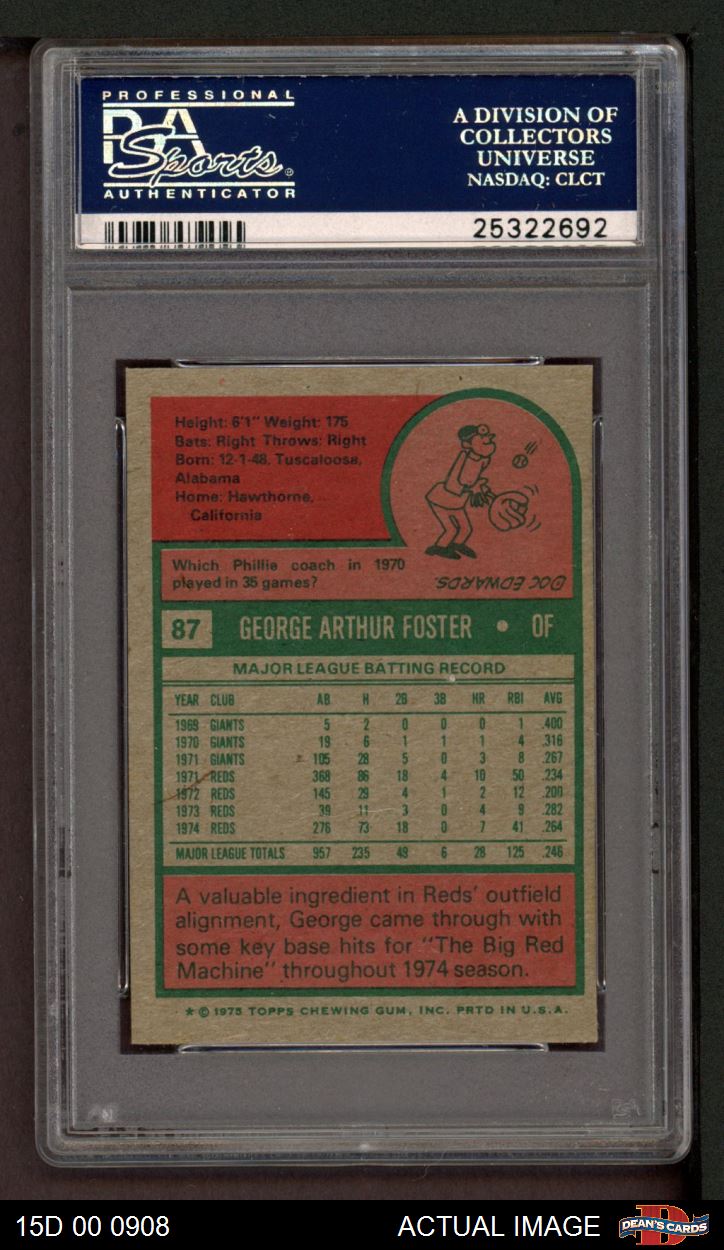 PROFESSIONAL
PSA
Sports®
AUTHENTICATOR
A DIVISION OF
COLLECTORS
UNIVERSE
NASDAQ: CLCT
25322692
Height: 6'1" Weight: 175
Bats: Right Throws: Right
Born: 12-1-48, Tuscaloosa,
Alabama
Home: Hawthorne,
California
Which Phillie coach in 1970
played in 35 games?
DOC EDWARDS
87 GEORGE ARTHUR FOSTER • OF
MAJOR LEAGUE BATTING RECORD
YEAR CLUB AB H 2B 3B HR RBI AVG
1969 GIANTS 5 2 0 0 0 1 .400
1970 GIANTS 19 6 1 1 1 4 .316
1971 GIANTS 105 28 5 0 3 8 .267
1971 REDS 368 86 18 4 10 50 .234
1972 REDS 145 29 4 1 2 12 .200
1973 REDS 39 11 3 0 4 9 .282
1974 REDS 276 73 18 0 7 41 .264
MAJOR LEAGUE TOTALS 957 235 49 6 28 125 .246
A valuable ingredient in Reds' outfield
alignment, George came through with
some key base hits for "The Big Red
Machine" throughout 1974 season.
* © 1975 TOPPS CHEWING GUM, INC. PRTD IN U.S.A.
PSA
15D 00 0908
ACTUAL IMAGE
DEAN'S CARDS